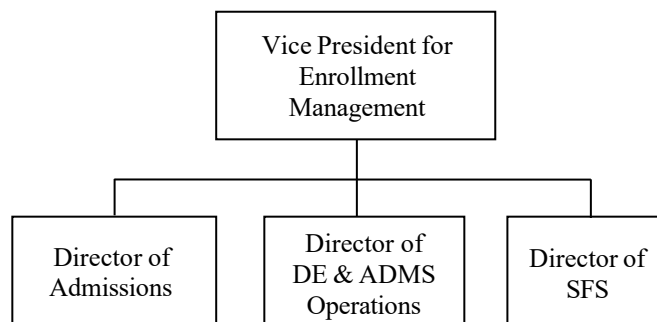 Vice President for
Enrollment
Management
Director of
Admissions
Director of
DE & ADMS
Operations
Director of
SFS